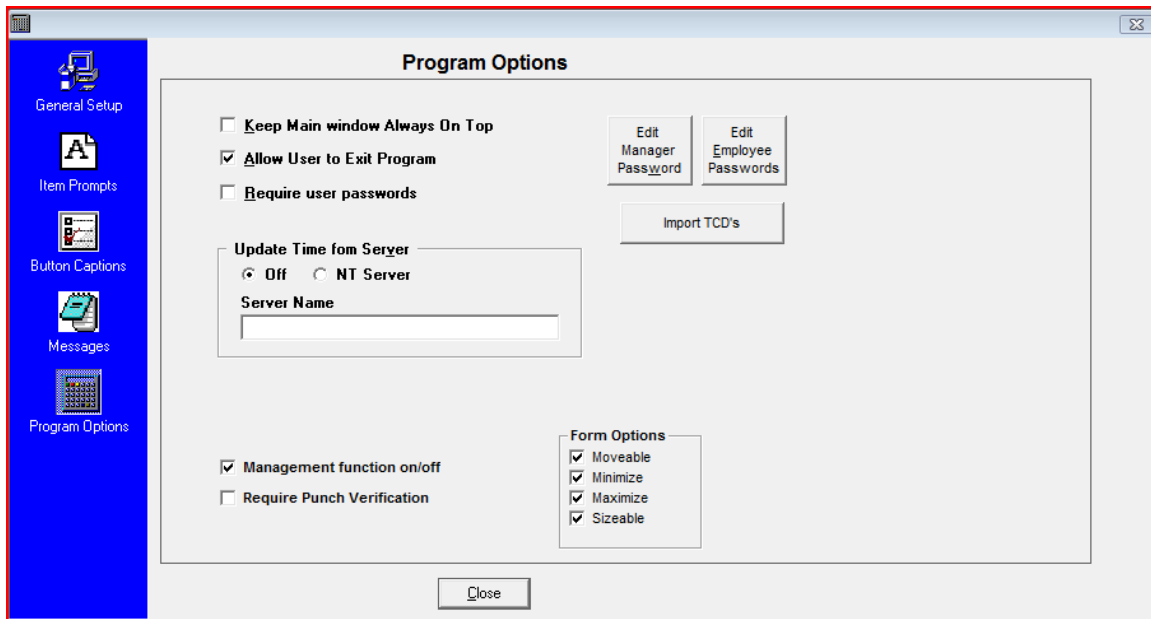 Program Options
General Setup
Item Prompts
Button Captions
Messages
Program Options
Keep Main window Always On Top
Allow User to Exit Program
Require user passwords
Edit
Manager
Password
Edit
Employee
Passwords
Import TCD's
Update Time fom Server
Off NT Server
Server Name
Management function on/off
Require Punch Verification
Form Options
Moveable
Minimize
Maximize
Sizeable
Close